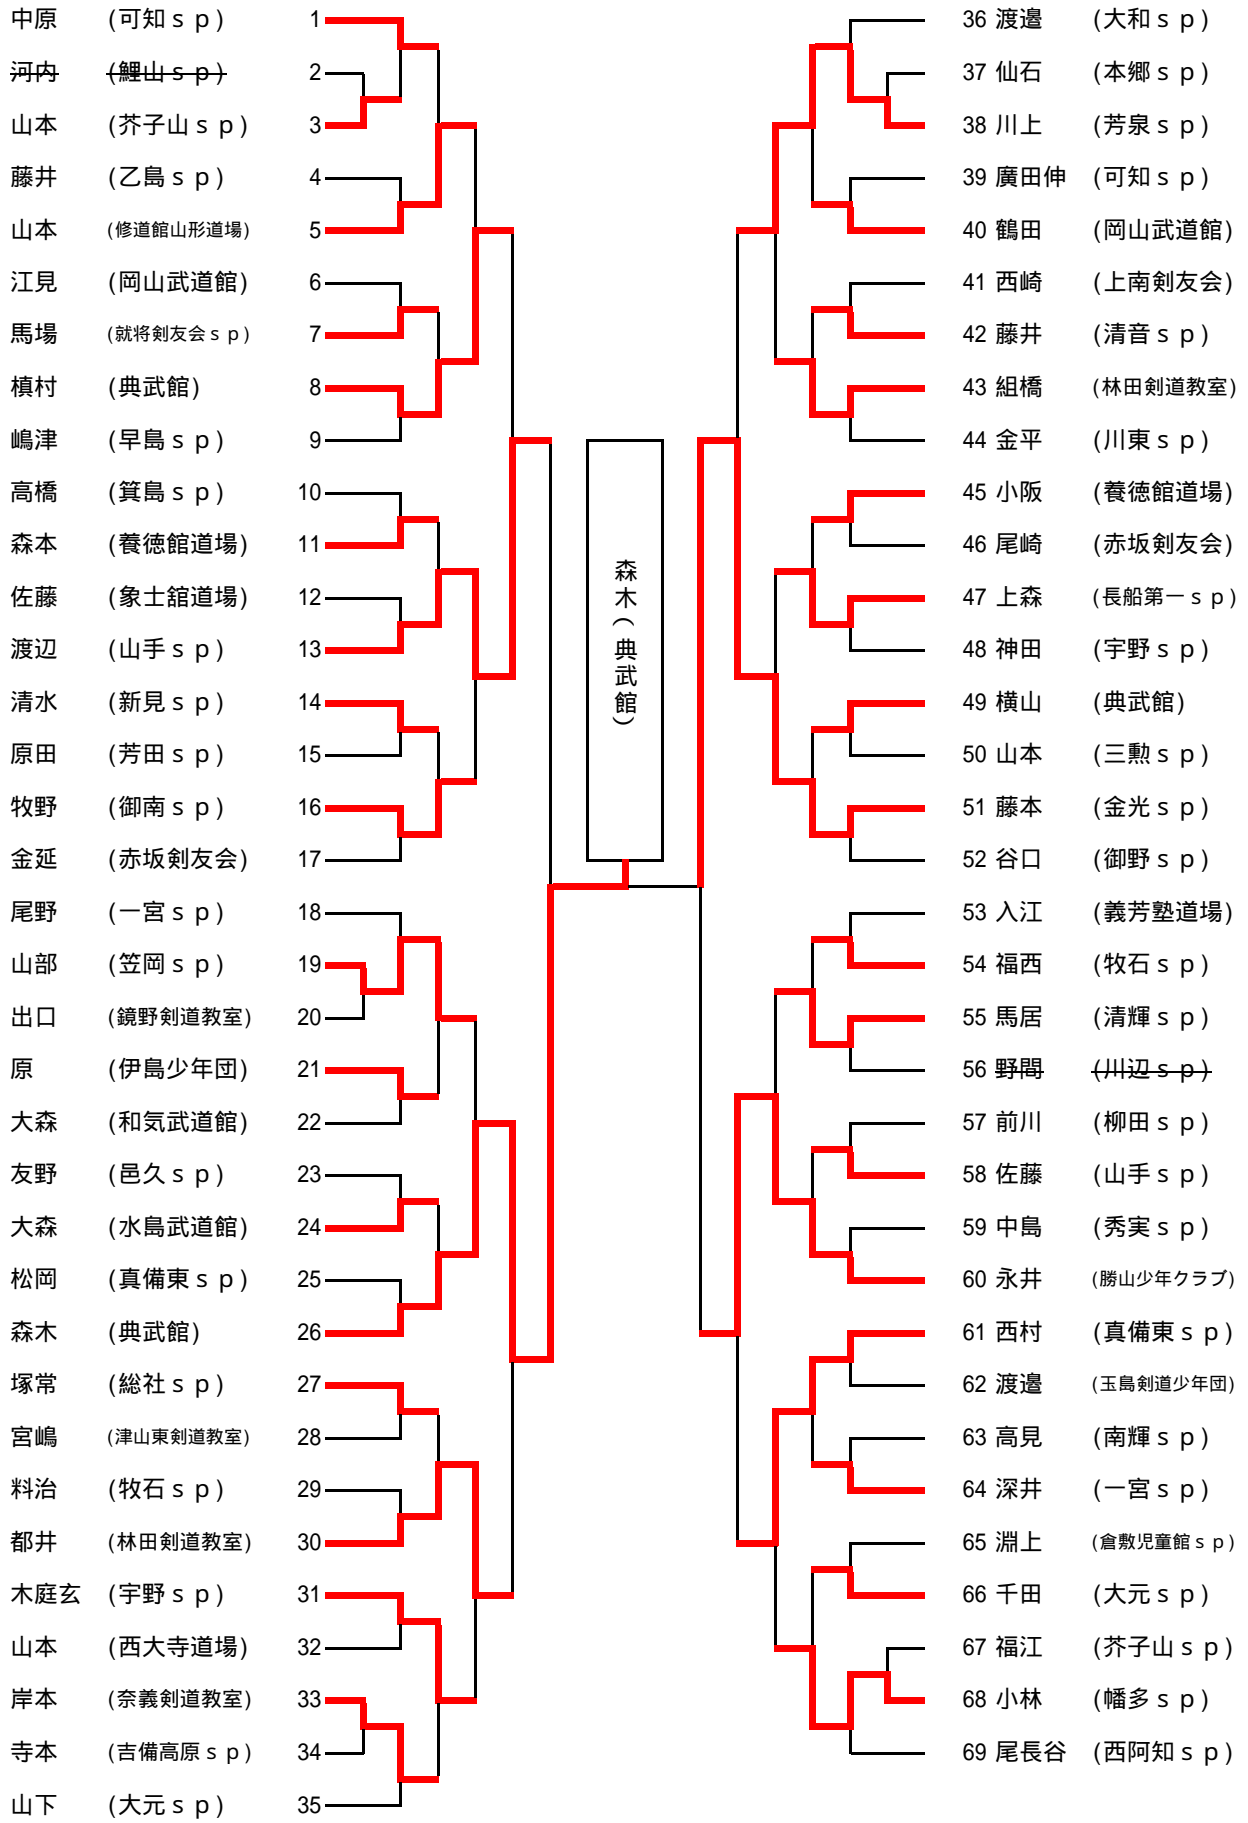 中原 (可知ｓｐ) 1
河内 (鯉山ｓｐ) 2
山本 (芥子山ｓｐ) 3
藤井 (乙島ｓｐ) 4
山本 (修道館山形道場) 5
江見 (岡山武道館) 6
馬場 (就将剣友会ｓｐ) 7
槙村 (典武館) 8
嶋津 (早島ｓｐ) 9
高橋 (箕島ｓｐ) 10
森本 (養徳館道場) 11
佐藤 (象士舘道場) 12
渡辺 (山手ｓｐ) 13
清水 (新見ｓｐ) 14
原田 (芳田ｓｐ) 15
牧野 (御南ｓｐ) 16
金延 (赤坂剣友会) 17
尾野 (一宮ｓｐ) 18
山部 (笠岡ｓｐ) 19
出口 (鏡野剣道教室) 20
原 (伊島少年団) 21
大森 (和気武道館) 22
友野 (邑久ｓｐ) 23
大森 (水島武道館) 24
松岡 (真備東ｓｐ) 25
森木 (典武館) 26
塚常 (総社ｓｐ) 27
宮嶋 (津山東剣道教室) 28
料治 (牧石ｓｐ) 29
都井 (林田剣道教室) 30
木庭玄 (宇野ｓｐ) 31
山本 (西大寺道場) 32
岸本 (奈義剣道教室) 33
寺本 (吉備高原ｓｐ) 34
山下 (大元ｓｐ) 35
森木(典武館)
36 渡邉 (大和ｓｐ)
37 仙石 (本郷ｓｐ)
38 川上 (芳泉ｓｐ)
39 廣田伸 (可知ｓｐ)
40 鶴田 (岡山武道館)
41 西崎 (上南剣友会)
42 藤井 (清音ｓｐ)
43 組橋 (林田剣道教室)
44 金平 (川東ｓｐ)
45 小阪 (養徳館道場)
46 尾崎 (赤坂剣友会)
47 上森 (長船第一ｓｐ)
48 神田 (宇野ｓｐ)
49 横山 (典武館)
50 山本 (三勲ｓｐ)
51 藤本 (金光ｓｐ)
52 谷口 (御野ｓｐ)
53 入江 (義芳塾道場)
54 福西 (牧石ｓｐ)
55 馬居 (清輝ｓｐ)
56 野間 (川辺ｓｐ)
57 前川 (柳田ｓｐ)
58 佐藤 (山手ｓｐ)
59 中島 (秀実ｓｐ)
60 永井 (勝山少年クラブ)
61 西村 (真備東ｓｐ)
62 渡邉 (玉島剣道少年団)
63 高見 (南輝ｓｐ)
64 深井 (一宮ｓｐ)
65 淵上 (倉敷児童館ｓｐ)
66 千田 (大元ｓｐ)
67 福江 (芥子山ｓｐ)
68 小林 (幡多ｓｐ)
69 尾長谷 (西阿知ｓｐ)